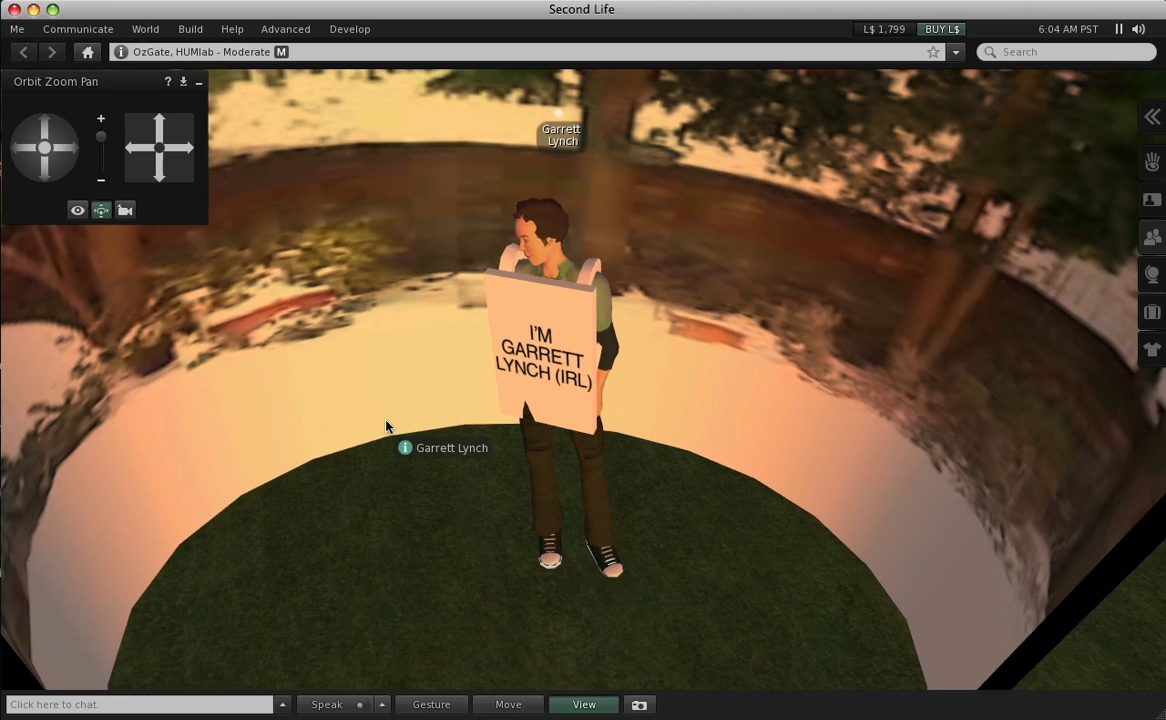 Second Life
Me Communicate World Build Help Advanced Develop L$ 1,799 BUY L$ 6:04 AM PST
OzGate, HUMlab - Moderate M Search
Orbit Zoom Pan ?
Garrett
Lynch
I'M
GARRETT
LYNCH (IRL)
Garrett Lynch
Click here to chat. Speak Gesture Move View